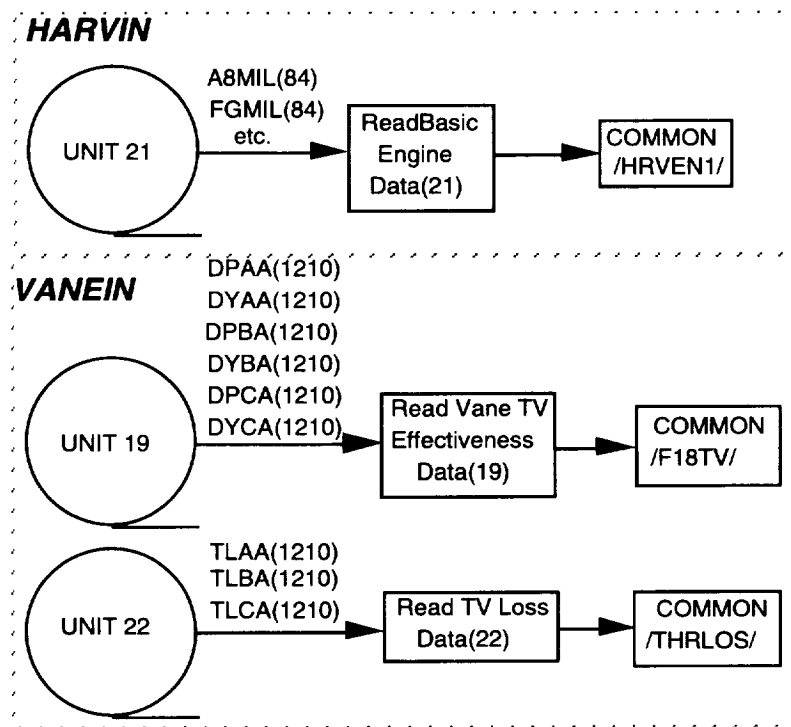 HARVIN
UNIT 21
A8MIL(84)
FGMIL(84)
etc.
ReadBasic
Engine
Data(21)
COMMON
/HRVEN1/
VANEIN
UNIT 19
DPAA(1210)
DYAA(1210)
DPBA(1210)
DYBA(1210)
DPCA(1210)
DYCA(1210)
Read Vane TV
Effectiveness
Data(19)
COMMON
/F18TV/
UNIT 22
TLAA(1210)
TLBA(1210)
TLCA(1210)
Read TV Loss
Data(22)
COMMON
/THRLOS/